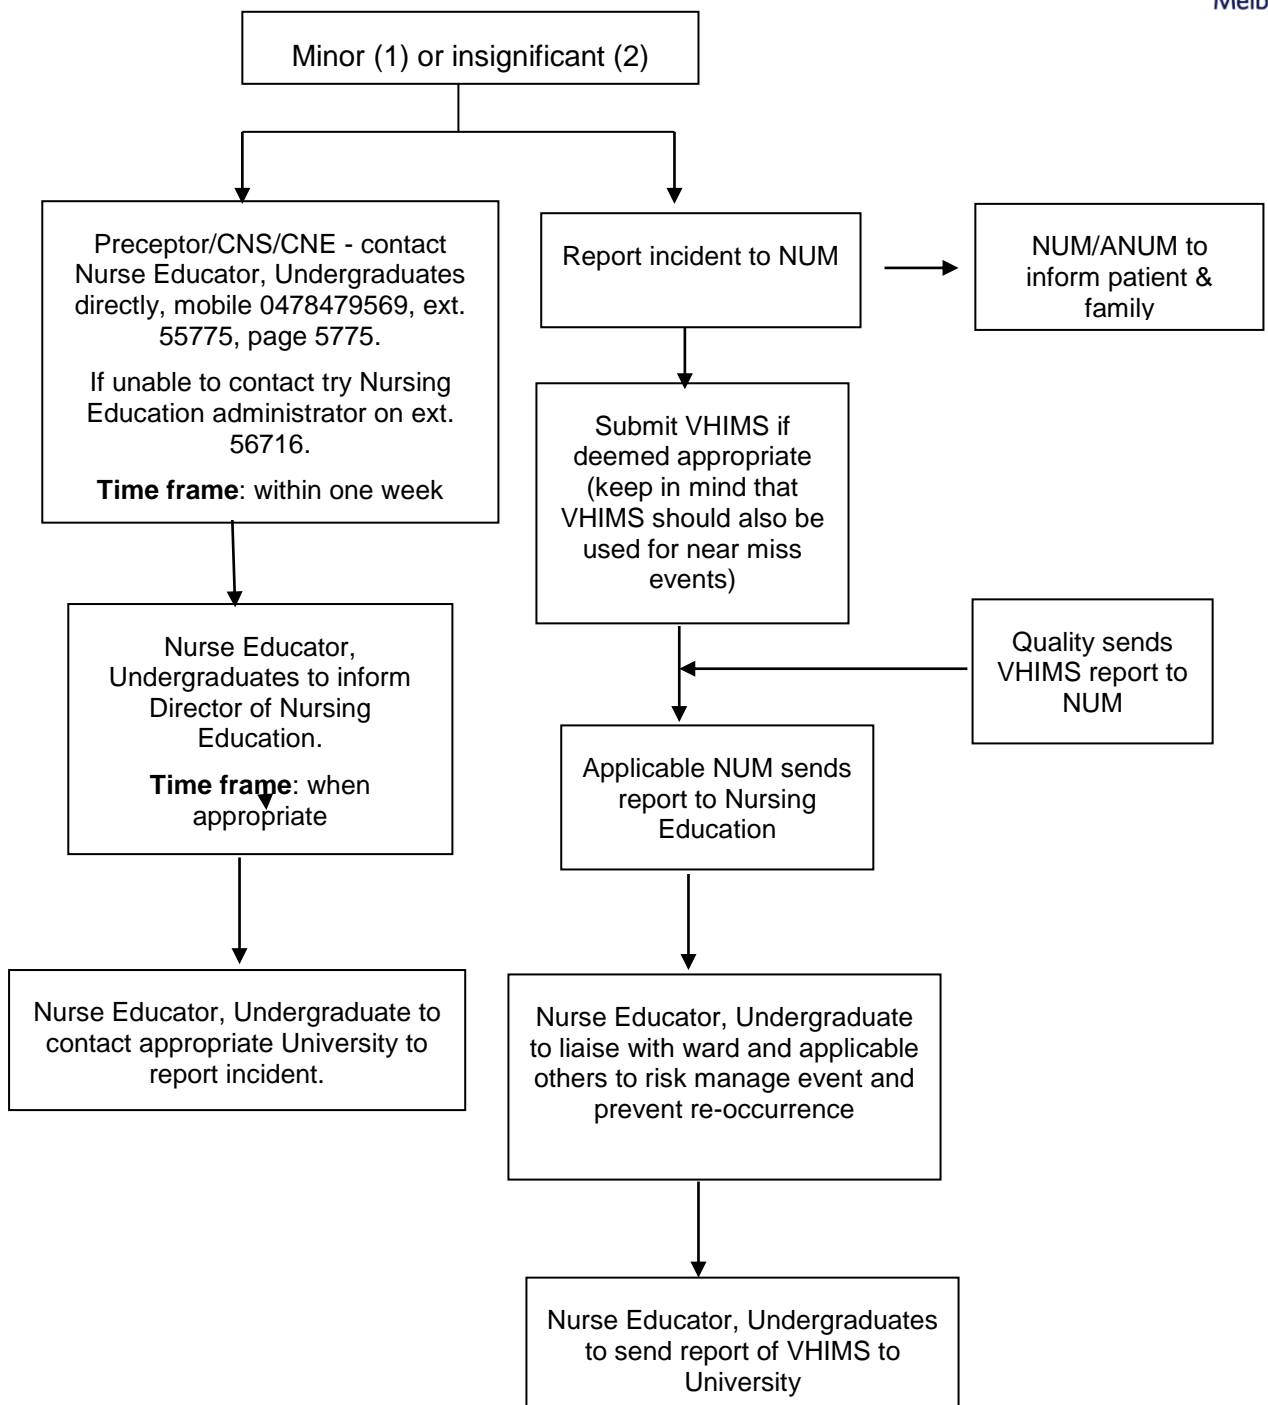 Minor (1) or insignificant (2)
Preceptor/CNS/CNE - contact
Nurse Educator, Undergraduates
directly, mobile 0478479569, ext.
55775, page 5775.
If unable to contact try Nursing
Education administrator on ext.
56716.
Time frame: within one week
Report incident to NUM
NUM/ANUM to
inform patient &
family
Submit VHIMS if
deemed appropriate
(keep in mind that
VHIMS should also be
used for near miss
events)
Nurse Educator,
Undergraduates to inform
Director of Nursing
Education.
Time frame: when
appropriate
Quality sends
VHIMS report to
NUM
Applicable NUM sends
report to Nursing
Education
Nurse Educator, Undergraduate to
contact appropriate University to
report incident.
Nurse Educator, Undergraduate
to liaise with ward and applicable
others to risk manage event and
prevent re-occurrence
Nurse Educator, Undergraduates
to send report of VHIMS to
University